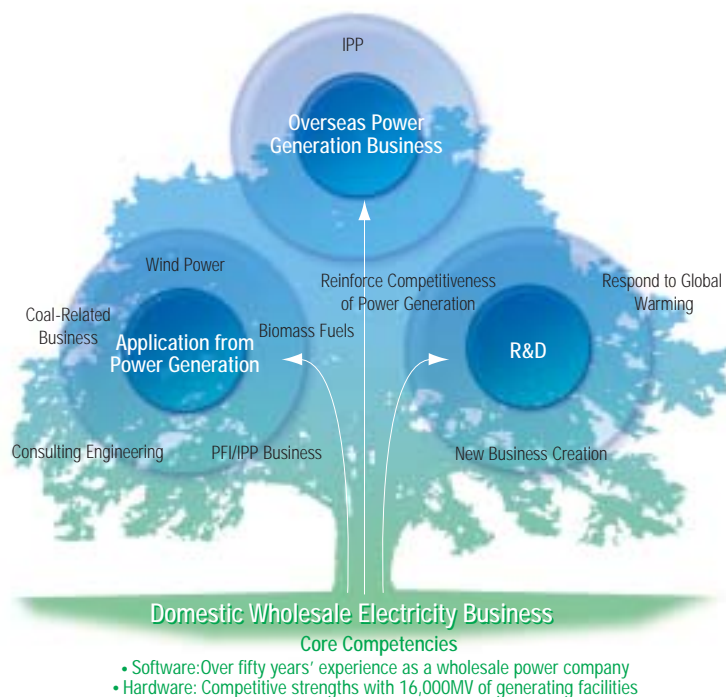 IPP
Overseas Power
Generation Business
Wind Power
Coal-Related
Business
Application from
Power Generation
Biomass Fuels
Consulting Engineering
PFI/IPP Business
Reinforce Competitiveness
of Power Generation
Respond to Global
Warming
R&D
New Business Creation
Domestic Wholesale Electricity Business
Core Competencies
• Software:Over fifty years’ experience as a wholesale power company
• Hardware: Competitive strengths with 16,000MV of generating facilities